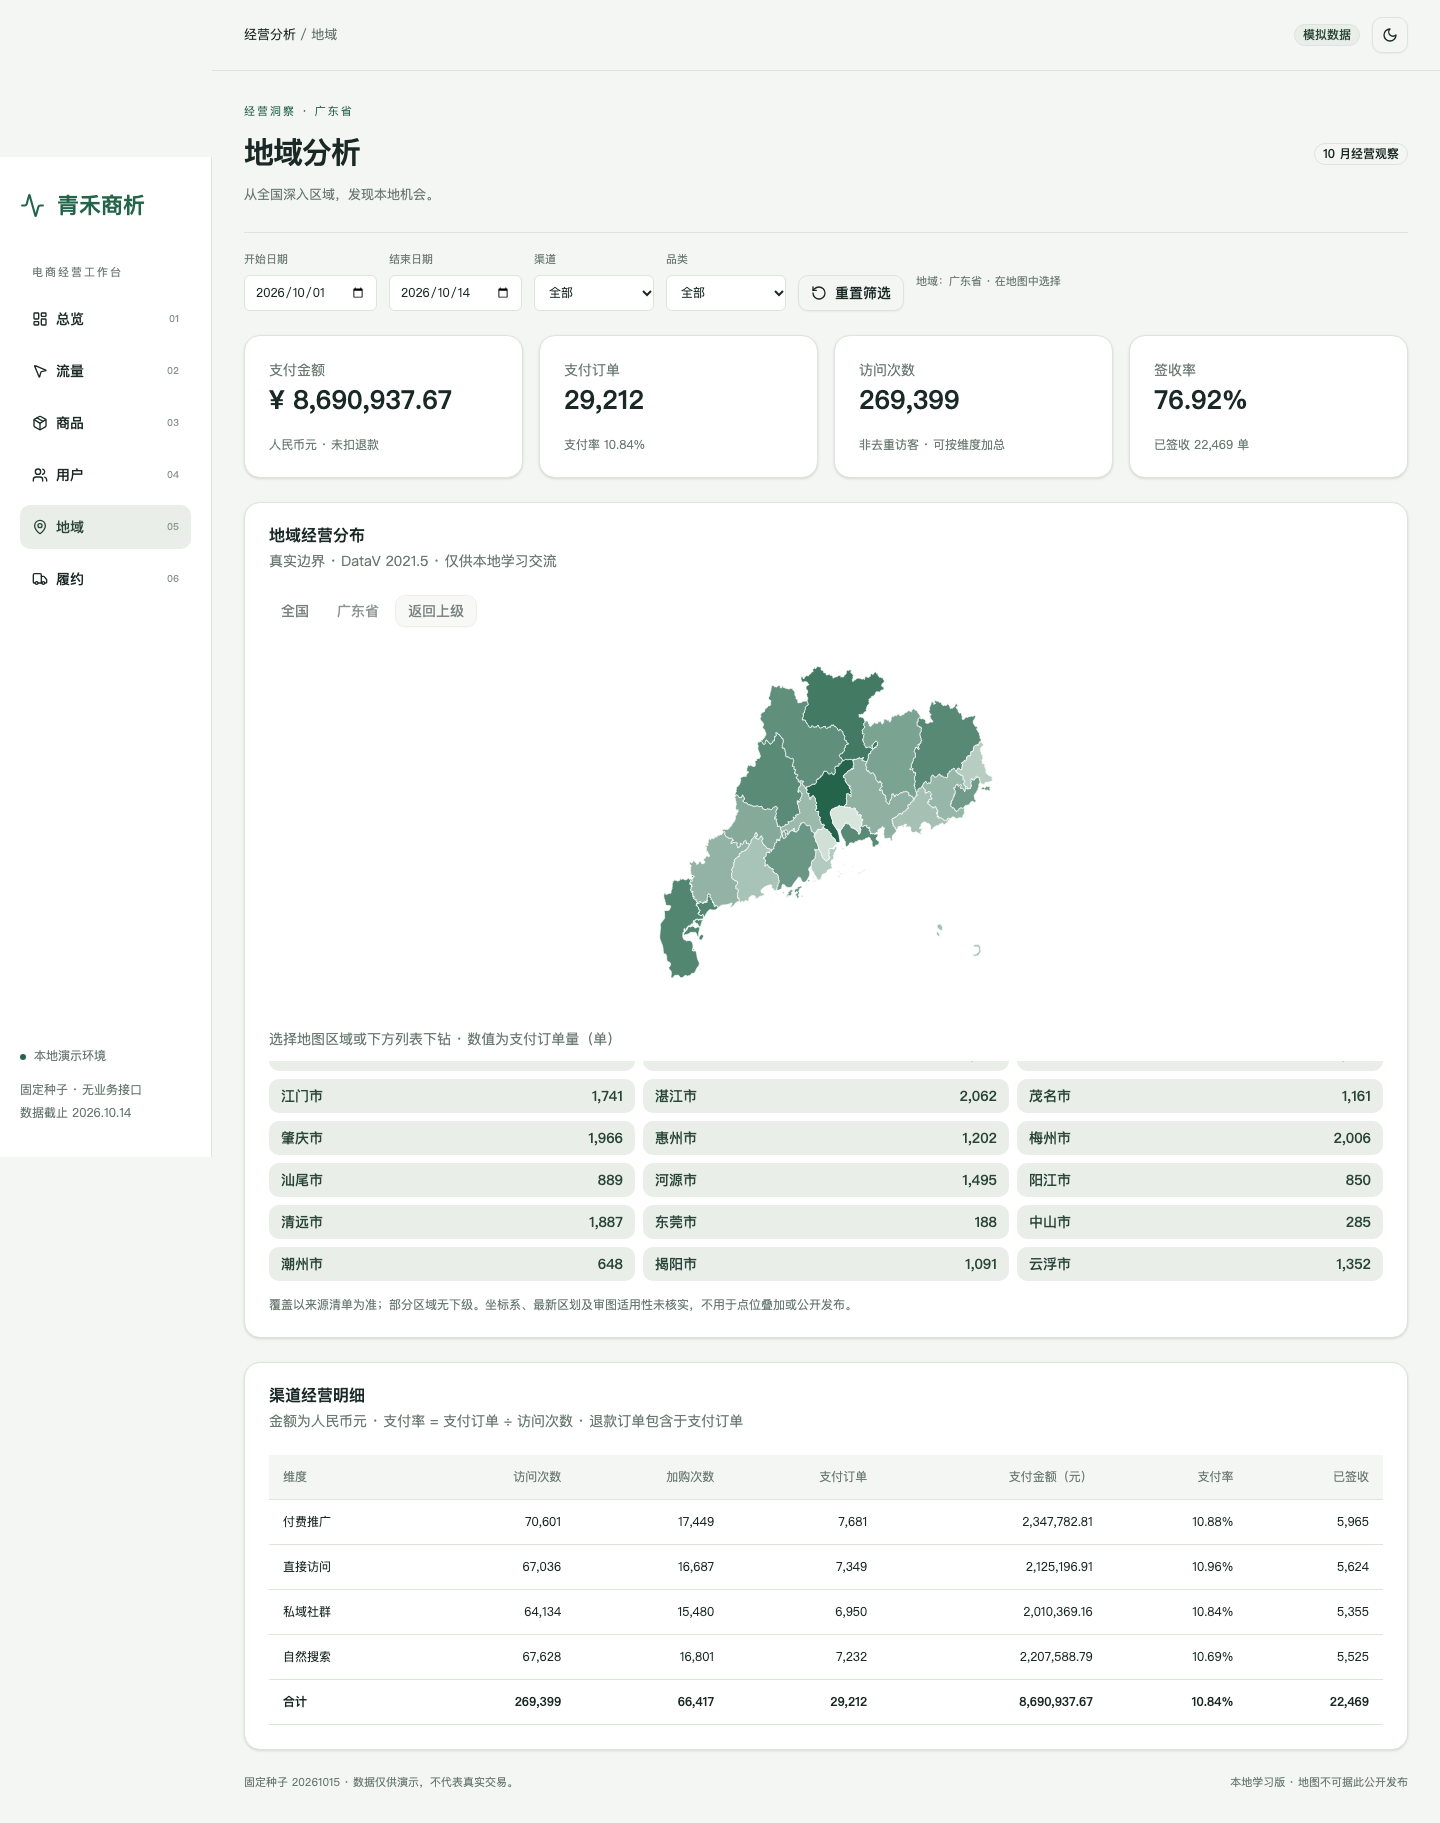 经营分析 / 地域
模拟数据
经营洞察 · 广东省
地域分析
10 月经营观察
从全国深入区域，发现本地机会。
青禾商析
电商经营工作台
总览 01
流量 02
商品 03
用户 04
地域 05
履约 06
本地演示环境
固定种子 · 无业务接口
数据截止 2026.10.14
开始日期 结束日期 渠道 品类
2026/10/01 2026/10/14 全部 全部 重置筛选 地域：广东省 · 在地图中选择
支付金额
¥ 8,690,937.67
人民币元 · 未扣退款
支付订单
29,212
支付率 10.84%
访问次数
269,399
非去重访客 · 可按维度加总
签收率
76.92%
已签收 22,469 单
地域经营分布
真实边界 · DataV 2021.5 · 仅供本地学习交流
全国 广东省 返回上级
选择地图区域或下方列表下钻 · 数值为支付订单量（单）
江门市 1,741 湛江市 2,062 茂名市 1,161
肇庆市 1,966 惠州市 1,202 梅州市 2,006
汕尾市 889 河源市 1,495 阳江市 850
清远市 1,887 东莞市 188 中山市 285
潮州市 648 揭阳市 1,091 云浮市 1,352
覆盖以来源清单为准；部分区域无下级。坐标系、最新区划及审图适用性未核实，不用于点位叠加或公开发布。
渠道经营明细
金额为人民币元 · 支付率 = 支付订单 ÷ 访问次数 · 退款订单包含于支付订单
维度 访问次数 加购次数 支付订单 支付金额（元） 支付率 已签收
付费推广 70,601 17,449 7,681 2,347,782.81 10.88% 5,965
直接访问 67,036 16,687 7,349 2,125,196.91 10.96% 5,624
私域社群 64,134 15,480 6,950 2,010,369.16 10.84% 5,355
自然搜索 67,628 16,801 7,232 2,207,588.79 10.69% 5,525
合计 269,399 66,417 29,212 8,690,937.67 10.84% 22,469
固定种子 20261015 · 数据仅供演示，不代表真实交易。
本地学习版 · 地图不可据此公开发布